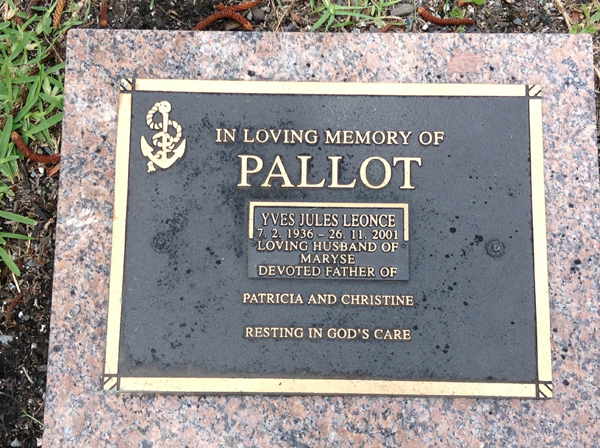 IN LOVING MEMORY OF
PALLOT
YVES JULES LEONCE
7. 2. 1936 – 26. 11. 2001
LOVING HUSBAND OF
MARYSE
DEVOTED FATHER OF
PATRICIA AND CHRISTINE
RESTING IN GOD'S CARE